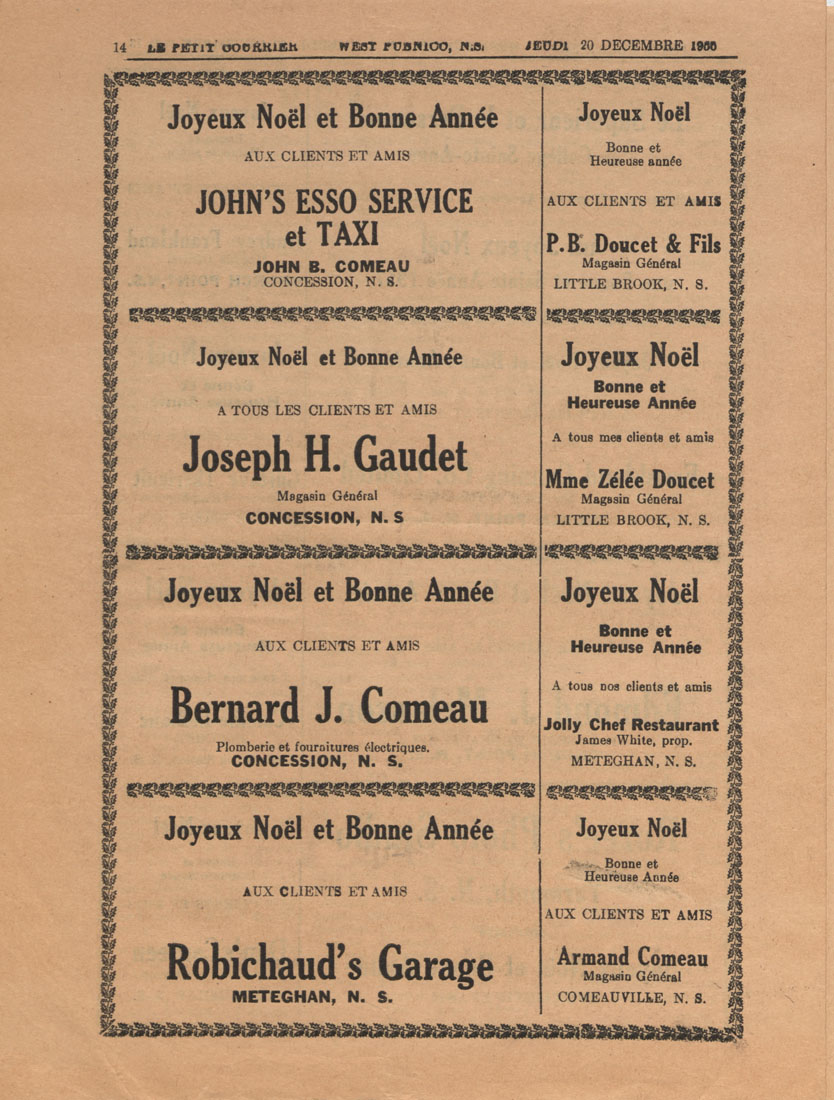 14 LE PETIT COURRIER WEST PUBNICO, N.S. JEUDI 20 DECEMBRE
Joyeux Noël et Bonne Année
AUX CLIENTS ET AMIS
JOHN'S ESSO SERVICE
et TAXI
JOHN B. COMEAU
CONCESSION, N. S.
Joyeux Noël et Bonne Année
A TOUS LES CLIENTS ET AMIS
Joseph H. Gaudet
Magasin Général
CONCESSION, N. S
Joyeux Noël et Bonne Année
AUX CLIENTS ET AMIS
Bernard J. Comeau
Plomberie et fournitures électriques.
CONCESSION, N. S.
Joyeux Noël et Bonne Année
AUX CLIENTS ET AMIS
Robichaud's Garage
METEGHAN, N. S.
Joyeux Noël
Bonne et
Heureuse année
AUX CLIENTS ET AMIS
P.B. Doucet & Fils
Magasin Général
LITTLE BROOK, N. S.
Joyeux Noël
Bonne et
Heureuse Année
A tous mes clients et amis
Mme Zélée Doucet
Magasin Général
LITTLE BROOK, N. S.
Joyeux Noël
Bonne et
Heureuse Année
A tous nos clients et amis
Jolly Chef Restaurant
James White, prop.
METEGHAN, N. S.
Joyeux Noël
Bonne et
Heureuse Année
AUX CLIENTS ET AMIS
Armand Comeau
Magasin Général
COMEAUVILLE, N. S.